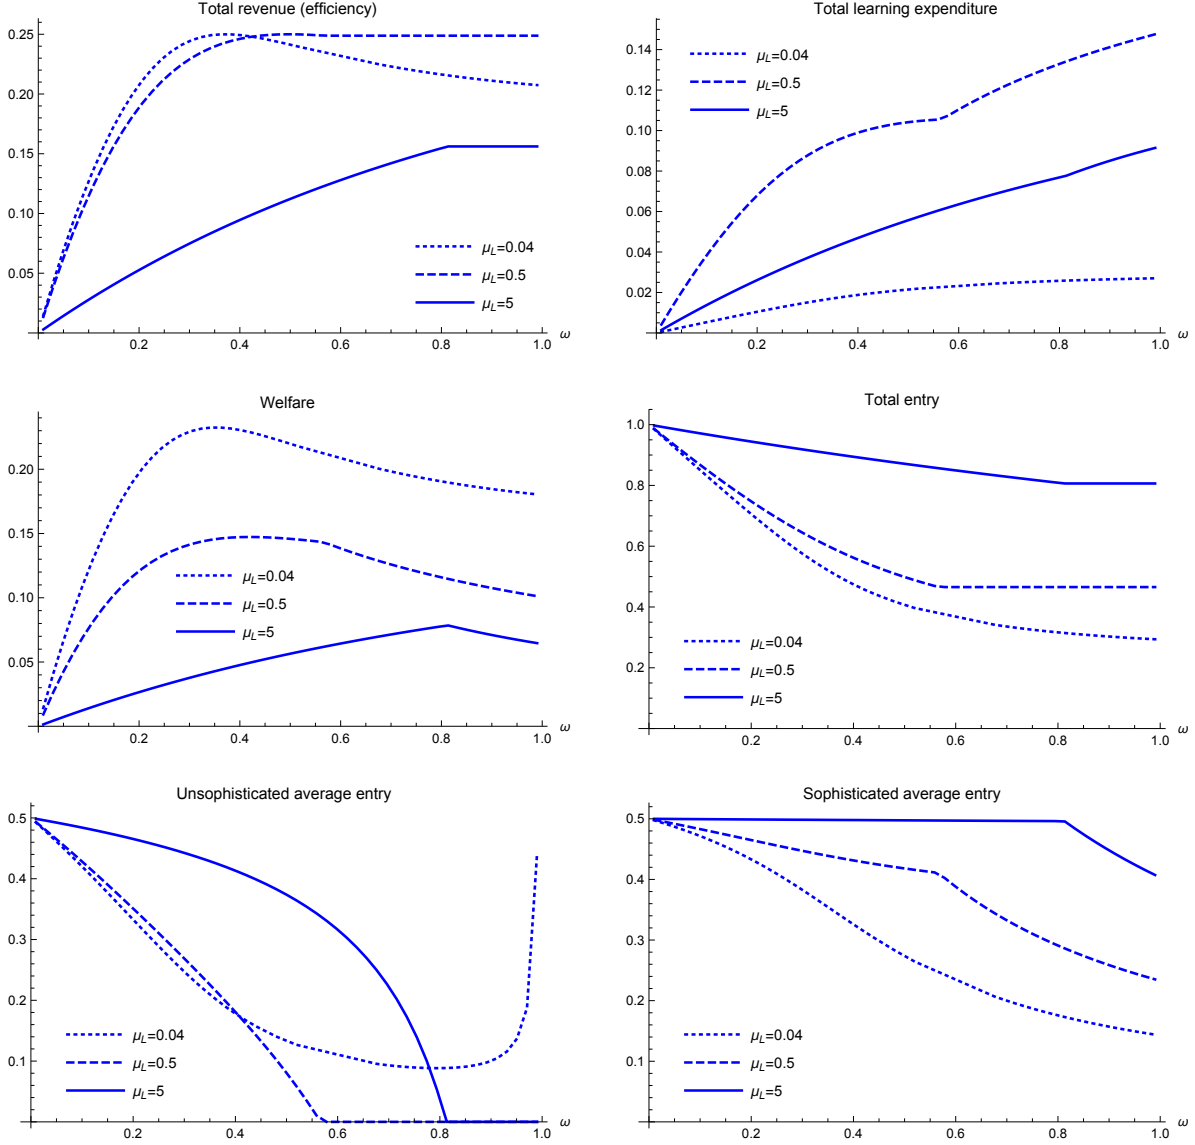 Total revenue (efficiency)
0.25
0.20
0.15
0.10
0.05
μL=0.04
μL=0.5
μL=5
0.2 0.4 0.6 0.8 1.0 ω
Total learning expenditure
0.14
0.12
0.10
0.08
0.06
0.04
0.02
μL=0.04
μL=0.5
μL=5
0.2 0.4 0.6 0.8 1.0 ω
Welfare
0.20
0.15
0.10
0.05
μL=0.04
μL=0.5
μL=5
0.2 0.4 0.6 0.8 1.0 ω
Total entry
1.0
0.8
0.6
0.4
0.2
μL=0.04
μL=0.5
μL=5
0.2 0.4 0.6 0.8 1.0 ω
Unsophisticated average entry
0.5
0.4
0.3
0.2
0.1
μL=0.04
μL=0.5
μL=5
0.2 0.4 0.6 0.8 1.0 ω
Sophisticated average entry
0.5
0.4
0.3
0.2
0.1
μL=0.04
μL=0.5
μL=5
0.2 0.4 0.6 0.8 1.0 ω